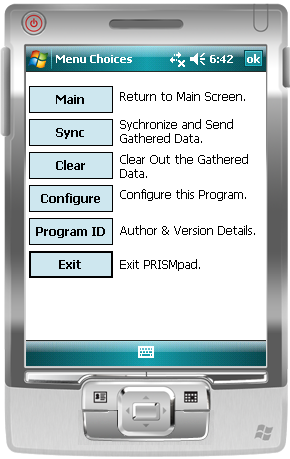 Menu Choices 6:42 ok
Main Return to Main Screen.
Sync Sychronize and Send
Gathered Data.
Clear Clear Out the Gathered
Data.
Configure Configure this Program.
Program ID Author & Version Details.
Exit Exit PRISMpad.